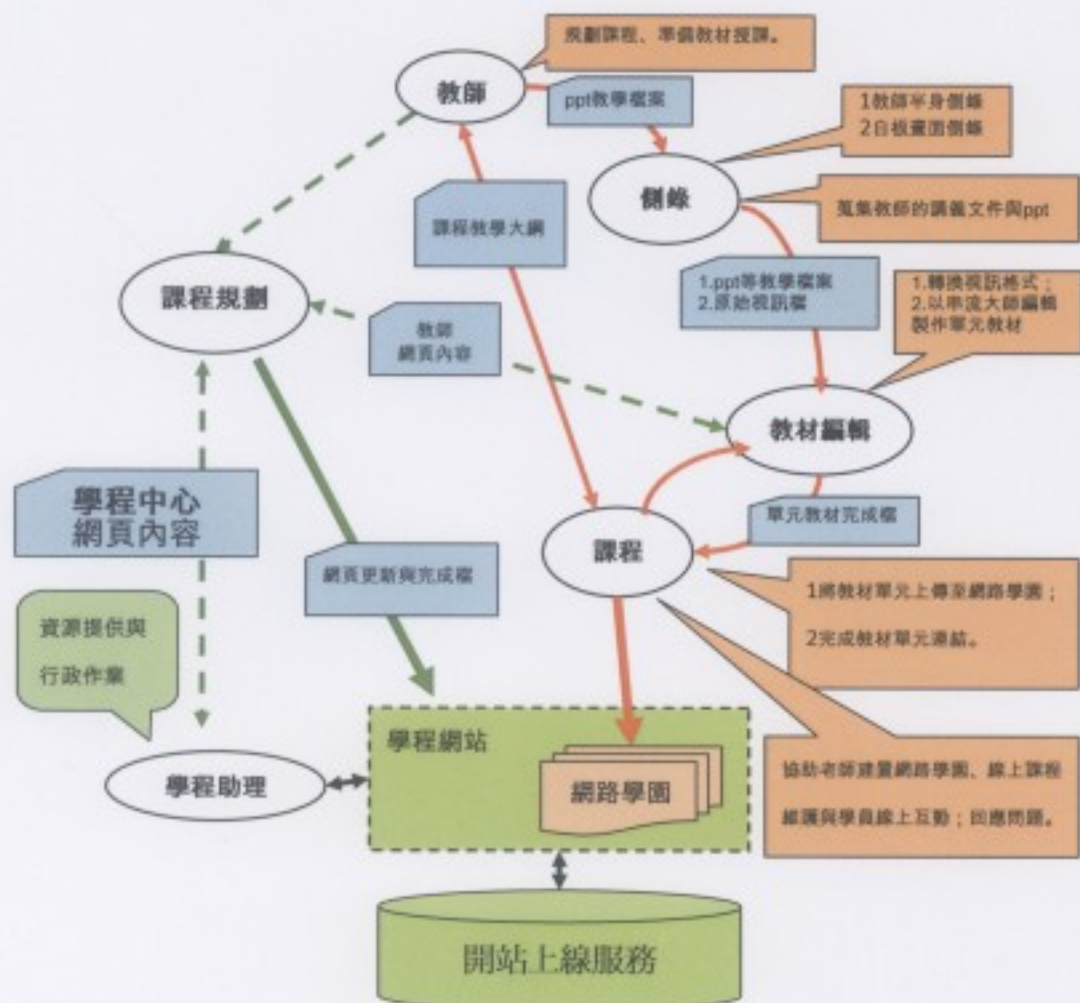 規劃課程、準備教材授課。
教師
ppt教學檔案
1教師半身側錄
2白板畫面側錄
側錄
蒐集教師的講義文件與ppt
課程教學大綱
課程規劃
1.ppt等教學檔案
2.原始視訊檔
1.轉換視訊格式;
2.以串流大師編輯
製作單元教材
教師
網頁內容
教材編輯
學程中心
網頁內容
單元教材完成檔
課程
網頁更新與完成檔
1將教材單元上傳至網路學園;
2完成教材單元連結。
資源提供與
行政作業
學程網站
學程助理
網路學園
協助老師建置網路學園、線上課程
維護與學員線上互動;回應問題。
開站上線服務